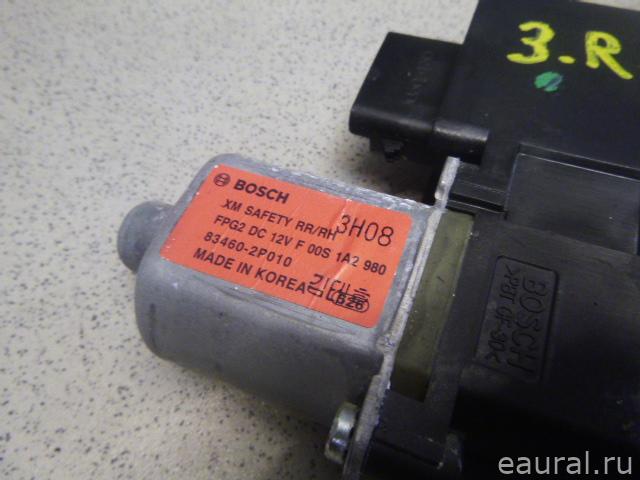 3.R
BOSCH
XM SAFETY RR/RH 3H08
FPG2 DC 12V F 00S 1A2 980
83460-2P010
MADE IN KOREA
826
BOSCH
eaural.ru